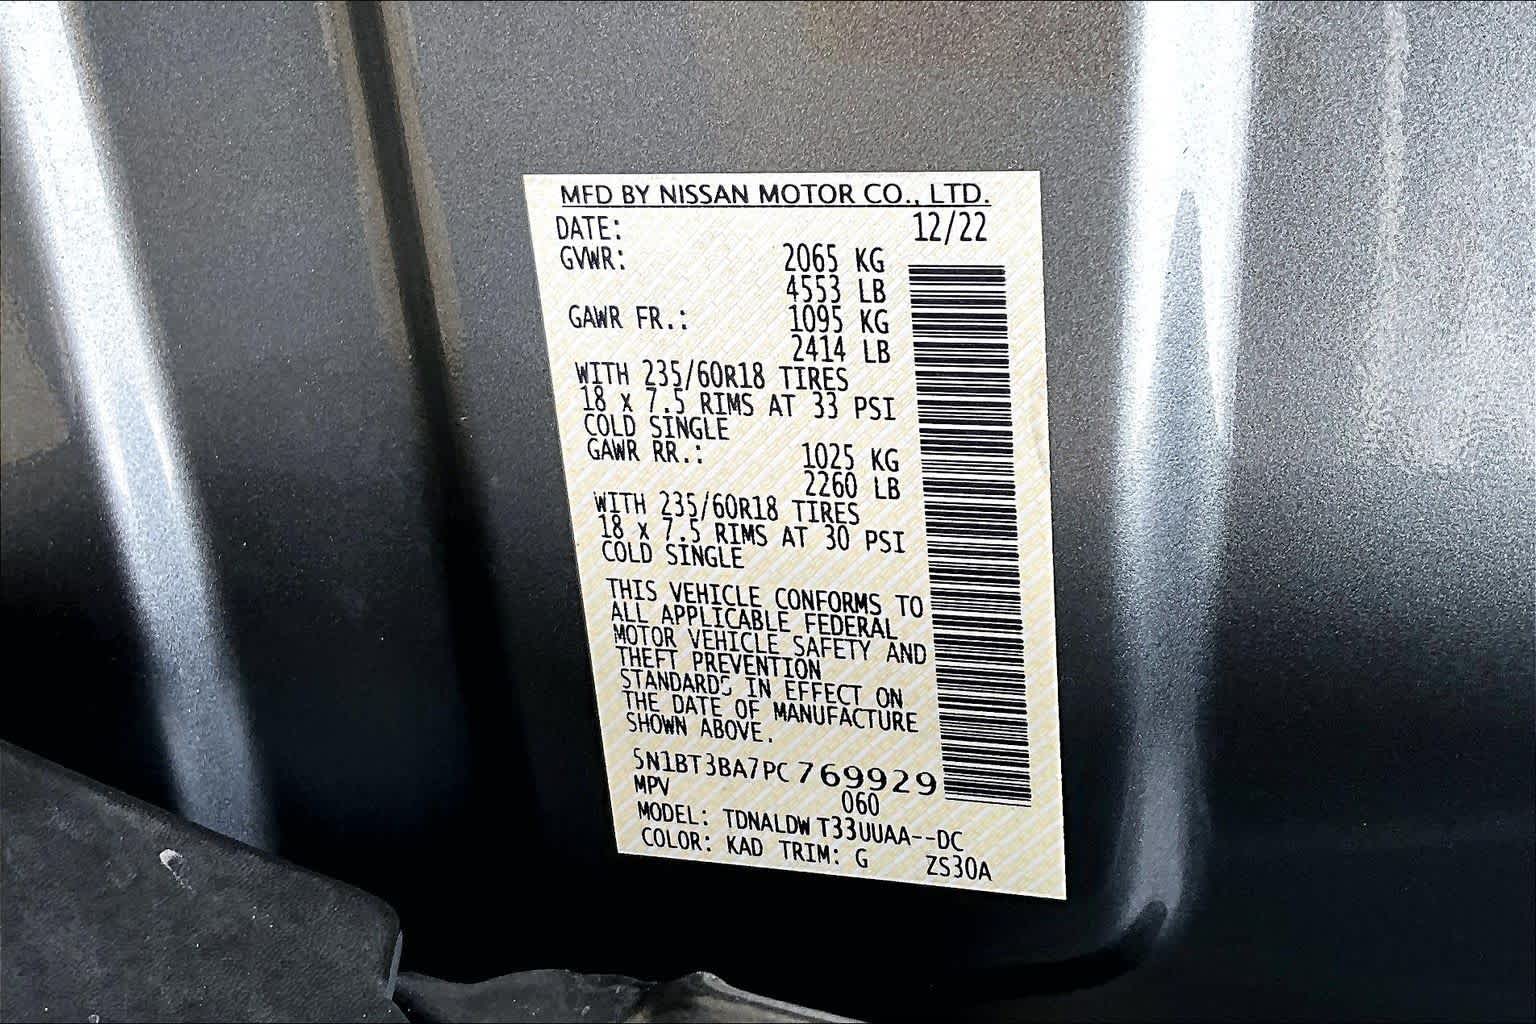 MFD BY NISSAN MOTOR CO., LTD.
DATE: 12/22
GVWR: 2065 KG
4553 LB
GAWR FR.: 1095 KG
2414 LB
WITH 235/60R18 TIRES
18 X 7.5 RIMS AT 33 PSI
COLD SINGLE
GAWR RR.: 1025 KG
2260 LB
WITH 235/60R18 TIRES
18 X 7.5 RIMS AT 30 PSI
COLD SINGLE
THIS VEHICLE CONFORMS TO
ALL APPLICABLE FEDERAL
MOTOR VEHICLE SAFETY AND
THEFT PREVENTION
STANDARDS IN EFFECT ON
THE DATE OF MANUFACTURE
SHOWN ABOVE.
5N1BT3BA7PC769929
MPV 060
MODEL: TDNALDWT33UUAA--DC
COLOR: KAD TRIM: G ZS30A